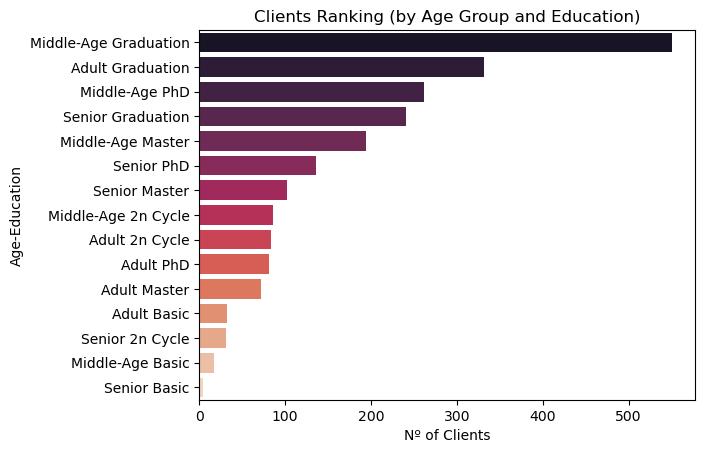 Clients Ranking (by Age Group and Education)
Middle-Age Graduation
Adult Graduation
Middle-Age PhD
Senior Graduation
Middle-Age Master
Senior PhD
Senior Master
Middle-Age 2n Cycle
Adult 2n Cycle
Adult PhD
Adult Master
Adult Basic
Senior 2n Cycle
Middle-Age Basic
Senior Basic
Age-Education
0 100 200 300 400 500
Nº of Clients